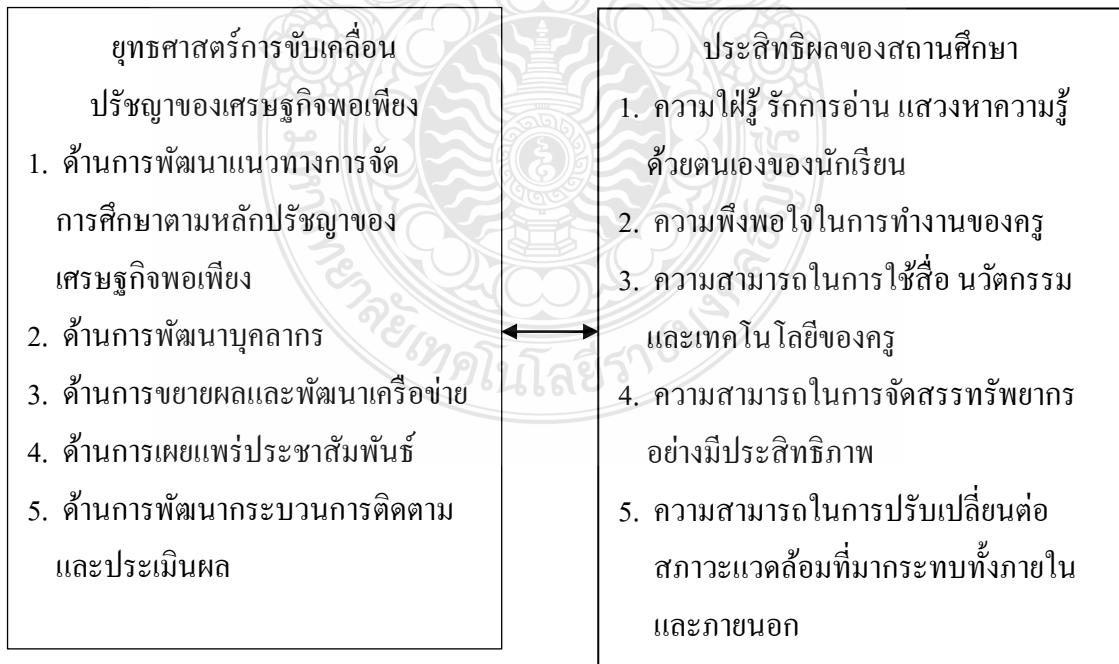 ยุทธศาสตร์การขับเคลื่อน
ปรัชญาของเศรษฐกิจพอเพียง
1. ด้านการพัฒนาแนวทางการจัด
การศึกษาตามหลักปรัชญาของ
เศรษฐกิจพอเพียง
2. ด้านการพัฒนาบุคลากร
3. ด้านการขยายผลและพัฒนาเครือข่าย
4. ด้านการเผยแพร่ประชาสัมพันธ์
5. ด้านการพัฒนากระบวนการติดตาม
และประเมินผล
ประสิทธิผลของสถานศึกษา
1. ความใฝ่รู้ รักการอ่าน แสวงหาความรู้
ด้วยตนเองของนักเรียน
2. ความพึงพอใจในการทำงานของครู
3. ความสามารถในการใช้สื่อ นวัตกรรม
และเทคโนโลยีของครู
4. ความสามารถในการจัดสรรทรัพยากร
อย่างมีประสิทธิภาพ
5. ความสามารถในการปรับเปลี่ยนต่อ
สภาวะแวดล้อมที่มากระทบทั้งภายใน
และภายนอก